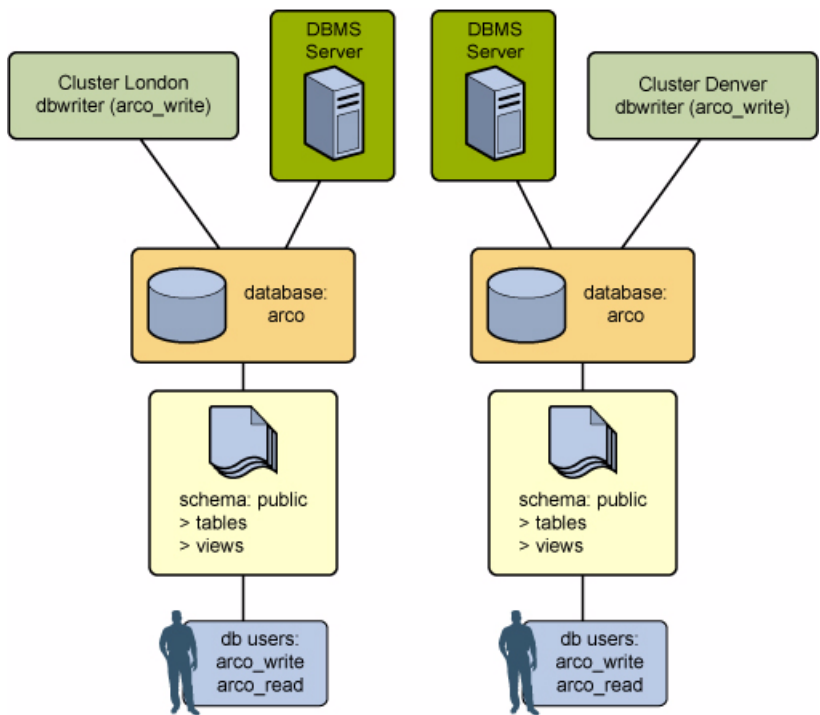 Cluster London
dbwriter (arco_write)
DBMS
Server
DBMS
Server
Cluster Denver
dbwriter (arco_write)
database:
arco
database:
arco
schema: public
> tables
> views
schema: public
> tables
> views
db users:
arco_write
arco_read
db users:
arco_write
arco_read